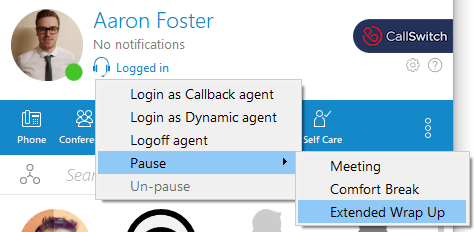 Aaron Foster
No notifications
CallSwitch
Logged in
Login as Callback agent
Login as Dynamic agent
Logoff agent
Phone
Confere
Self Care
Pause
Meeting
Sear
Un-pause
Comfort Break
Extended Wrap Up